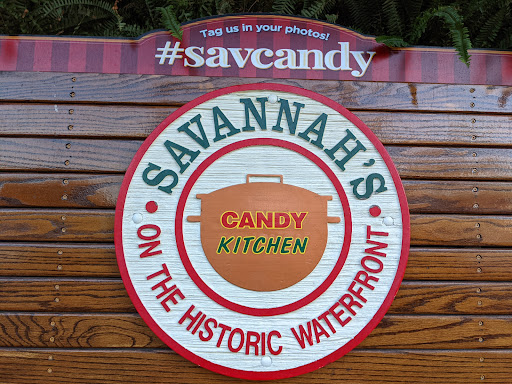 Tag us in your photos!
#savcandy
SAVANNAH'S
CANDY
KITCHEN
ON THE HISTORIC WATERFRONT